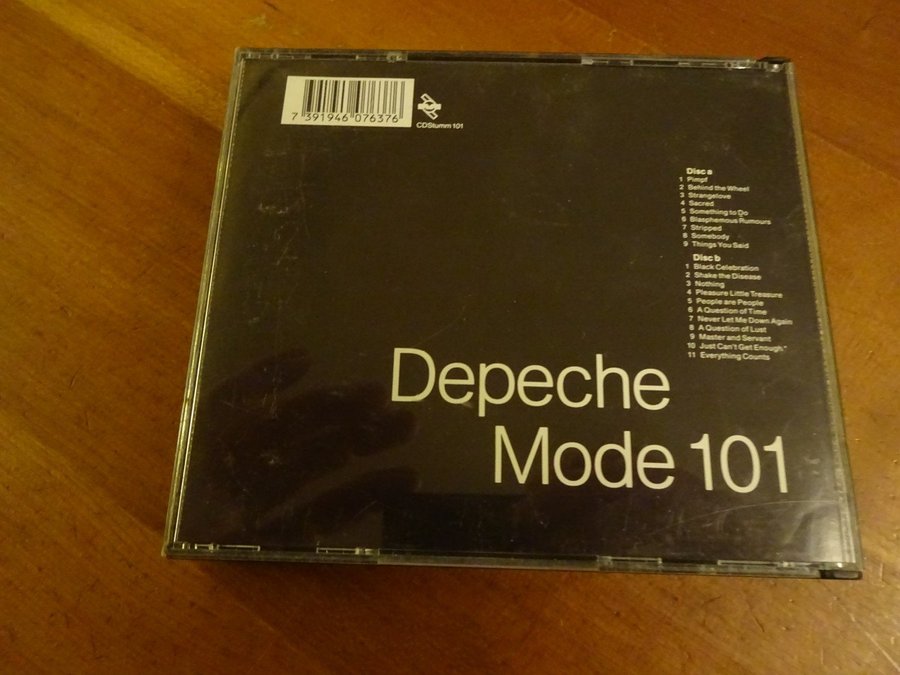 7 391946 076376
CDStumm 101
Disc a
1 Pimpf
2 Behind the Wheel
3 Strangelove
4 Sacred
5 Something to Do
6 Blasphemous Rumours
7 Stripped
8 Somebody
9 Things You Said
Disc b
1 Black Celebration
2 Shake the Disease
3 Nothing
4 Pleasure Little Treasure
5 People are People
6 A Question of Time
7 Never Let Me Down Again
8 A Question of Lust
9 Master and Servant
10 Just Can't Get Enough*
11 Everything Counts
Depeche
Mode 101